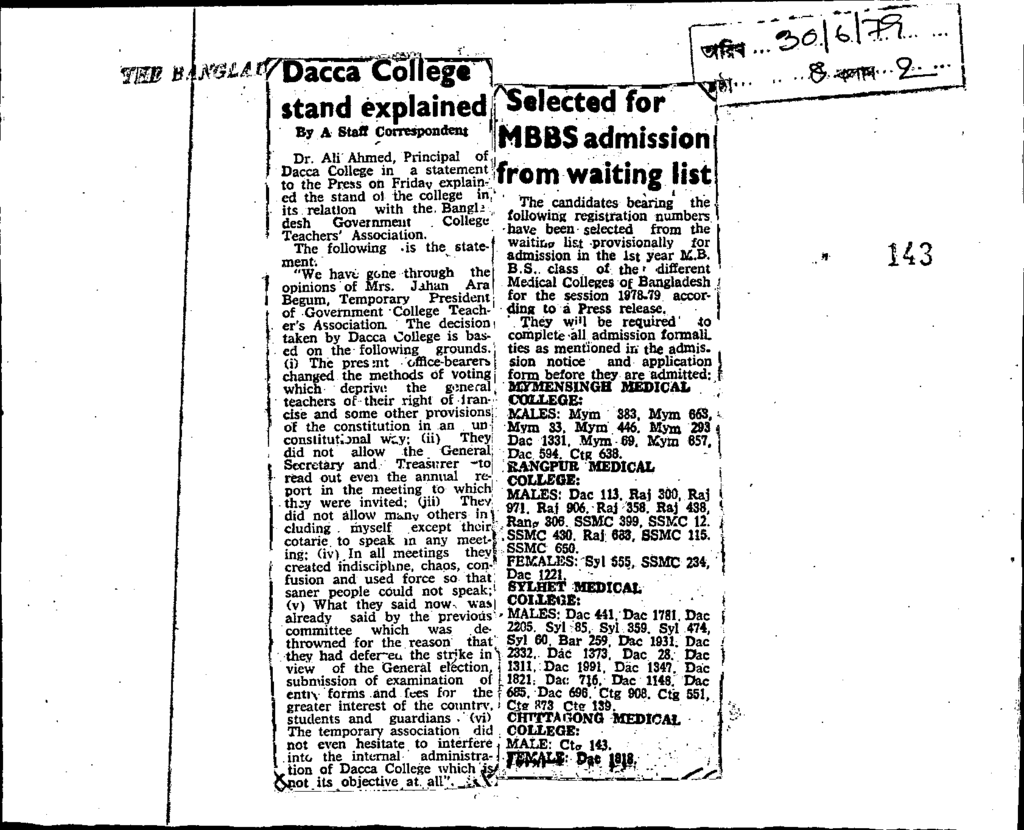 THE BANGLAD
তারিখ ... 30/6/79 ...
পৃষ্ঠা ... 8 কলাম ... 2 ...
143
Dacca College
stand explained
By A Staff Correspondent
Dr. Ali Ahmed, Principal of
Dacca College in a statement
to the Press on Friday explain-
ed the stand of the college in
its relation with the Bangla-
desh Government College
Teachers' Association.
The following is the state-
ment.
"We have gone through the
opinions of Mrs. Jahan Ara
Begum, Temporary President
of Government College Teach-
er's Association. The decision
taken by Dacca College is bas-
ed on the following grounds.
(i) The present office-bearers
changed the methods of voting
which deprive the general
teachers of their right of fran-
cise and some other provisions
of the constitution in an un
constitutional way; (ii) They
did not allow the General
Secretary and Treasurer to
read out even the annual re-
port in the meeting to which
they were invited; (iii) They
did not allow many others in
cluding myself except their
cotarie to speak in any meet-
ing; (iv) In all meetings they
created indiscipline, chaos, con-
fusion and used force so that
saner people could not speak;
(v) What they said now was
already said by the previous
committee which was de-
throwned for the reason that
they had deferred the strike in
view of the General election,
submission of examination of
entry forms and fees for the
greater interest of the country,
students and guardians. (vi)
The temporary association did
not even hesitate to interfere
into the internal administra-
tion of Dacca College which is
not its objective at all".
Selected for
MBBS admission
from waiting list
The candidates bearing the
following registration numbers
have been selected from the
waiting list provisionally for
admission in the 1st year M.B.
B.S. class of the different
Medical Colleges of Bangladesh
for the session 1978-79 accor-
ding to a Press release.
They will be required to
complete all admission formali-
ties as mentioned in the admis-
sion notice and application
form before they are admitted:
MYMENSINGH MEDICAL
COLLEGE:
MALES: Mym 383, Mym 663,
Mym 33, Mym 446, Mym 293
Dac 1331, Mym 69, Mym 657,
Dac 594, Ctg 638.
RANGPUR MEDICAL
COLLEGE:
MALES: Dac 113, Raj 300, Raj
971, Raj 906, Raj 358, Raj 438,
Rang 306, SSMC 399, SSMC 12.
SSMC 430, Raj 633, SSMC 115.
SSMC 650.
FEMALES: Syl 555, SSMC 234,
Dac 1221.
SYLHET MEDICAL
COLLEGE:
MALES: Dac 441, Dac 1781, Dac
2205, Syl 85, Syl 359, Syl 474,
Syl 60, Bar 259, Dac 1931, Dac
2332, Dac 1373, Dac 28, Dac
1311, Dac 1991, Dac 1347, Dac
1821, Dac 716, Dac 1148, Dac
685, Dac 696, Ctg 908, Ctg 551,
Ctg 873 Ctg 139.
CHITTAGONG MEDICAL
COLLEGE:
MALE: Ctg 143.
FEMALE: Dac 1818.